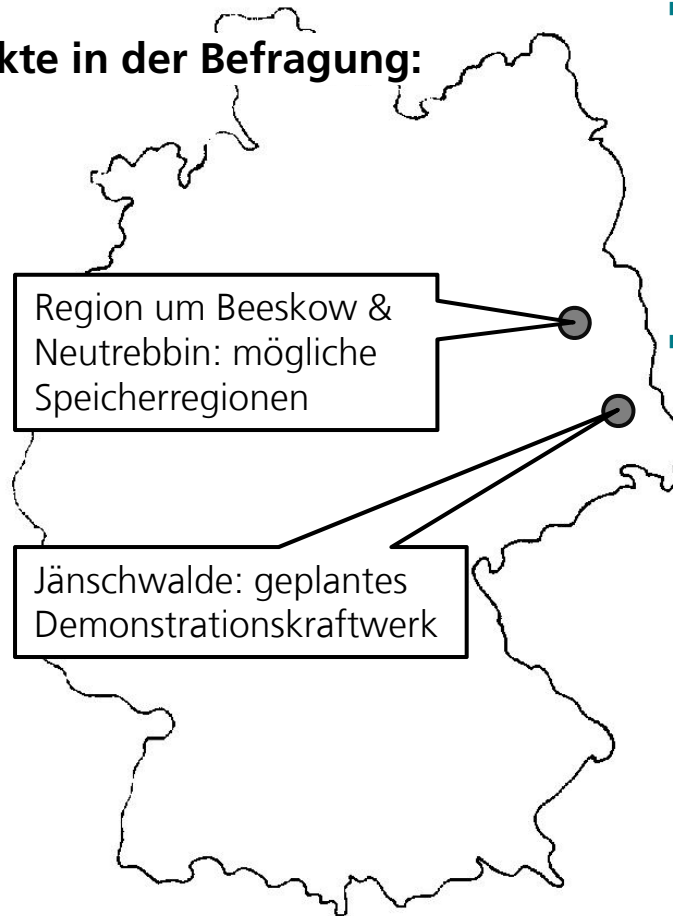 kte in der Befragung:
Region um Beeskow &
Neutrebbin: mögliche
Speicherregionen
Jänschwalde: geplantes
Demonstrationskraftwerk